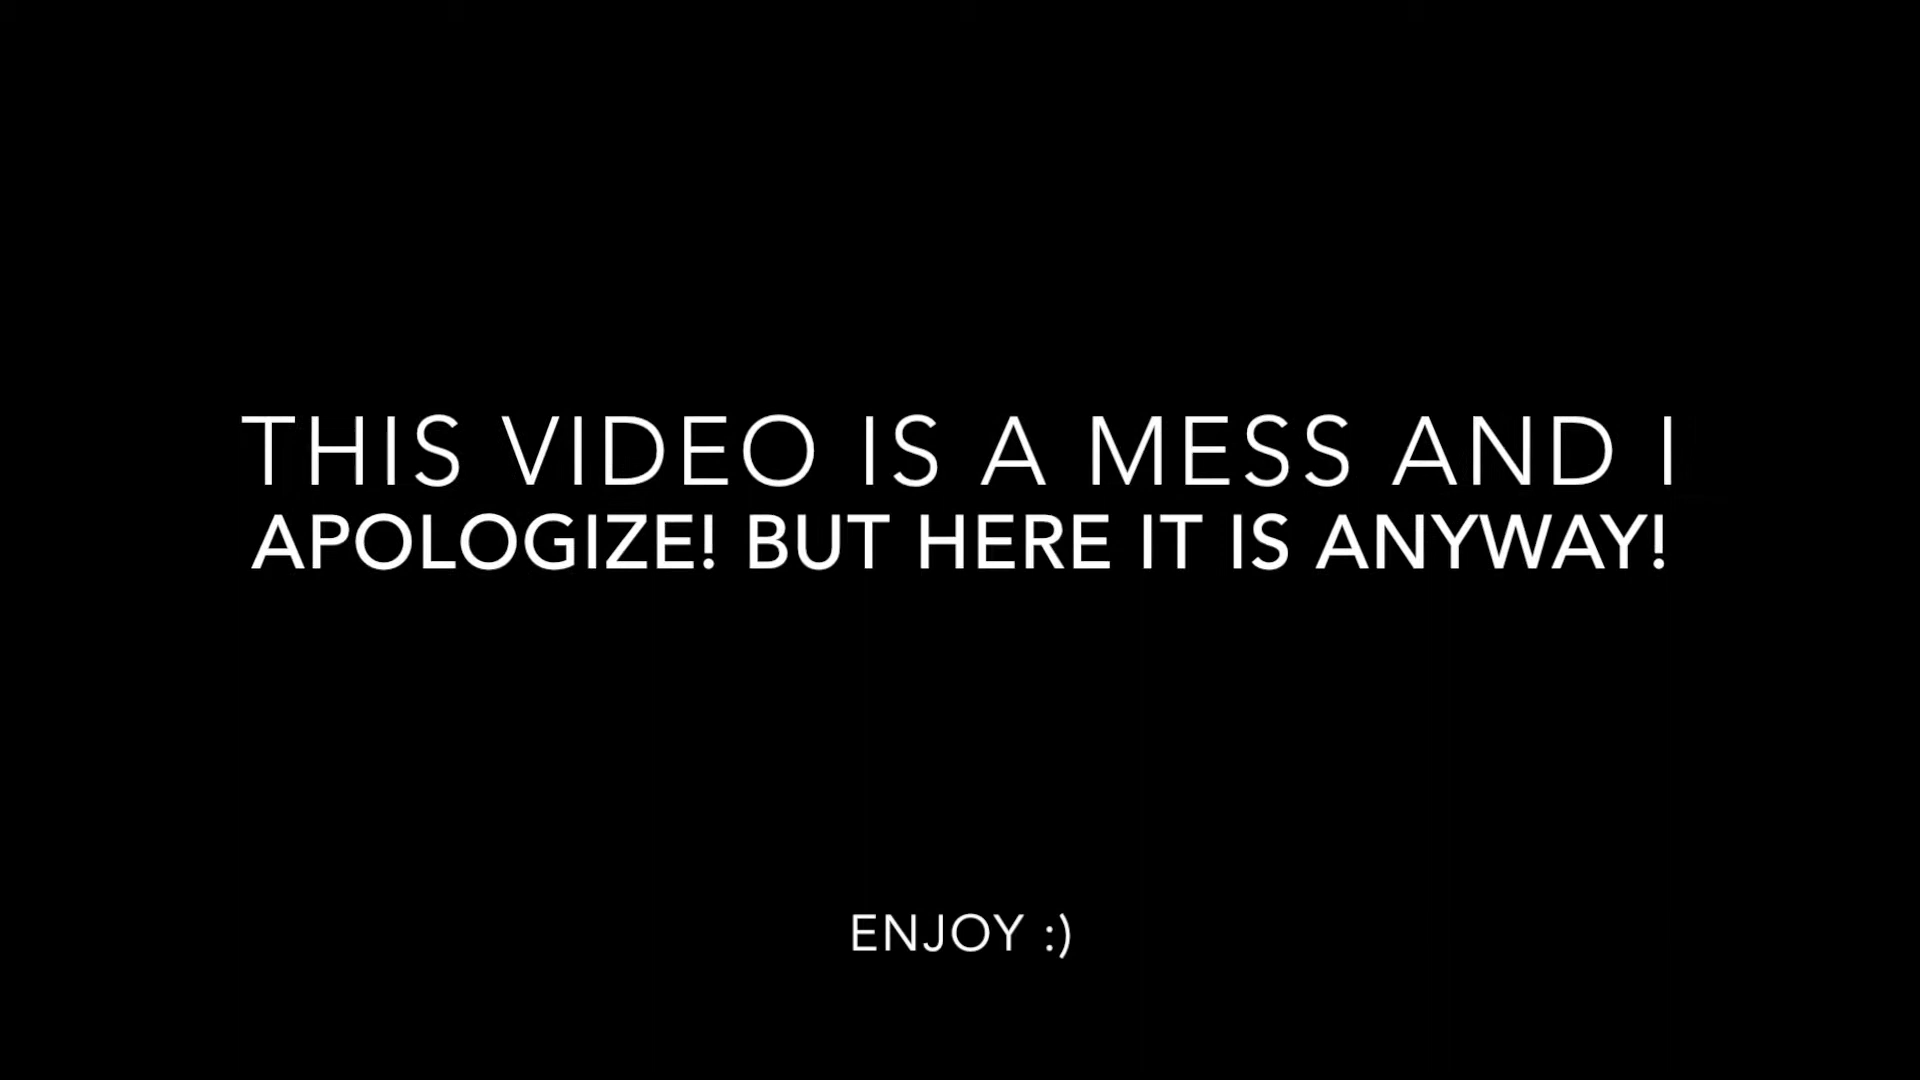 THIS VIDEO IS A MESS AND I
APOLOGIZE! BUT HERE IT IS ANYWAY!
ENJOY :)